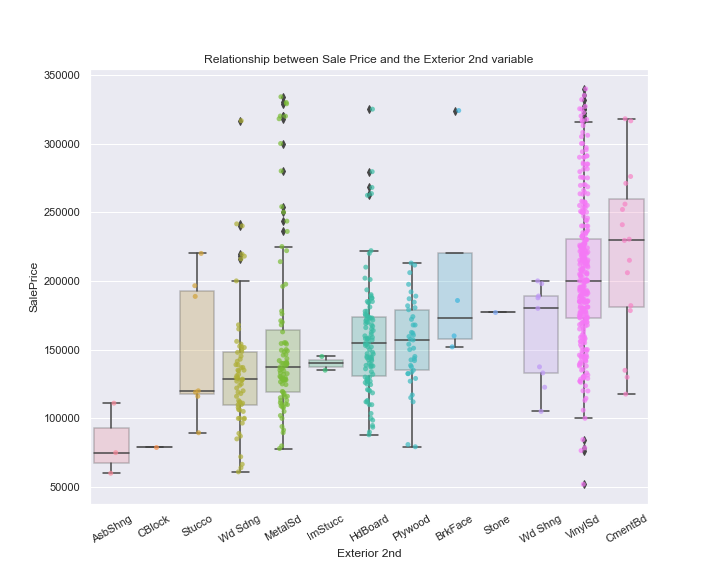 Relationship between Sale Price and the Exterior 2nd variable
350000
300000
250000
200000
150000
100000
50000
SalePrice
AsbShng CBlock Stucco Wd Sdng MetalSd ImStucc HdBoard Plywood BrkFace Stone Wd Shng VinylSd CmentBd
Exterior 2nd